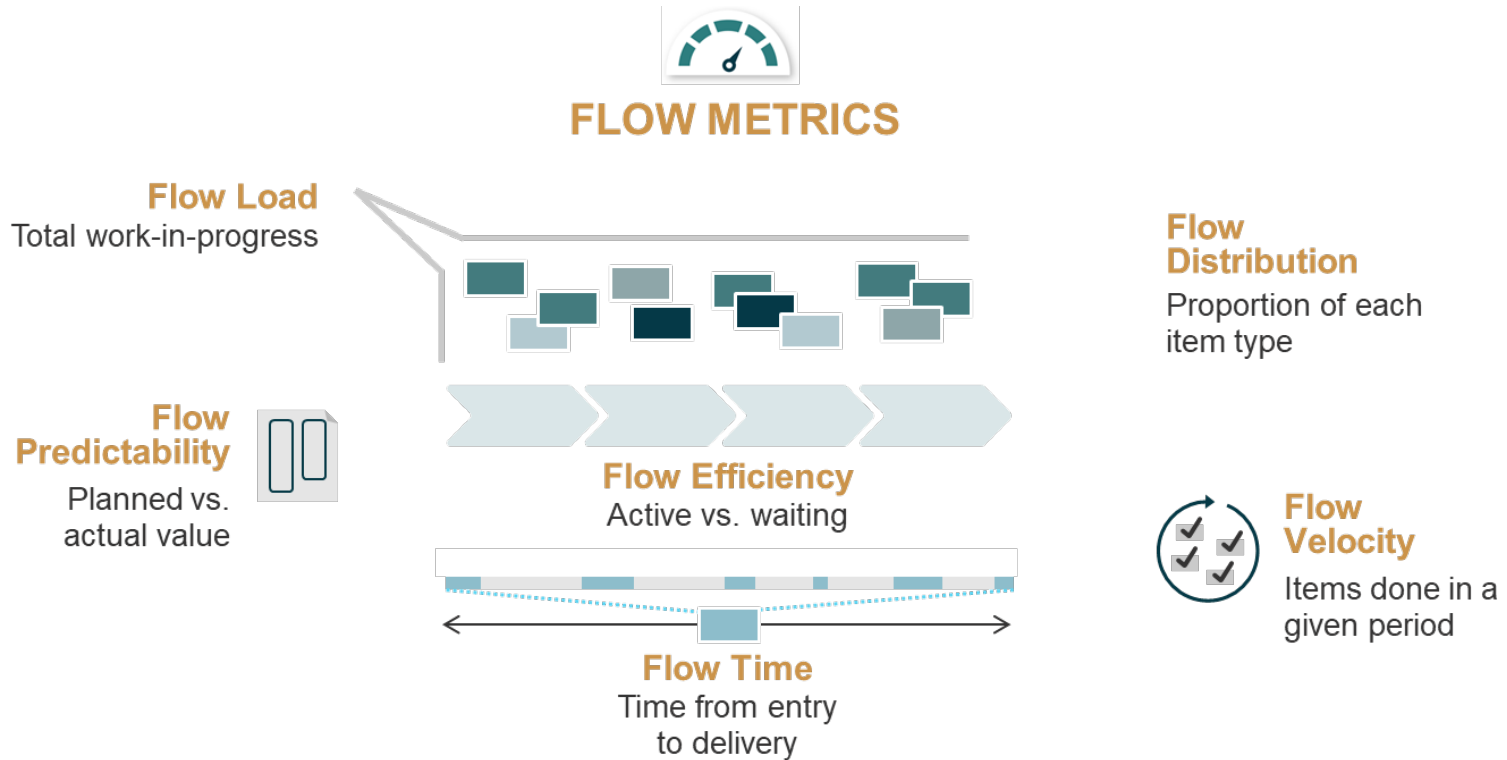 FLOW METRICS
Flow Load
Total work-in-progress
Flow
Distribution
Proportion of each
item type
Flow
Predictability
Planned vs.
actual value
Flow Efficiency
Active vs. waiting
Flow
Velocity
Items done in a
given period
Flow Time
Time from entry
to delivery